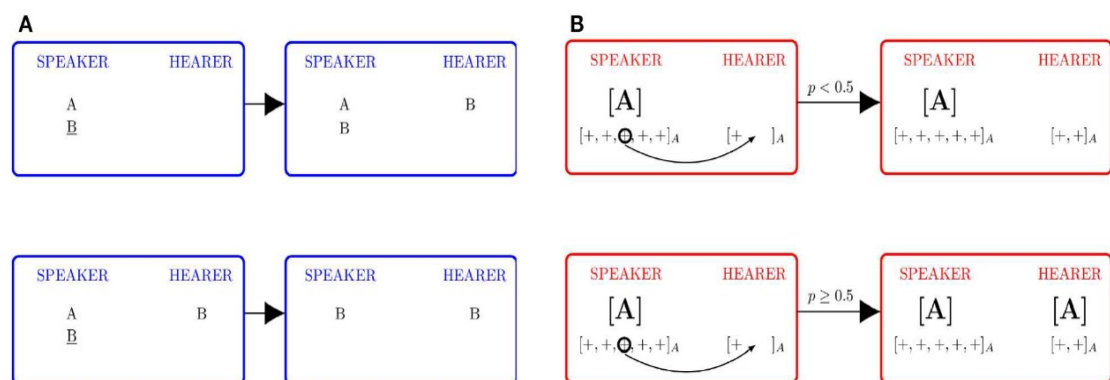 A
SPEAKER HEARER
A
B
SPEAKER HEARER
A B
B
SPEAKER HEARER
A B
B
SPEAKER HEARER
B B
B
SPEAKER HEARER
[A]
[+,+,+,+,+]A [+ ]A
p < 0.5
SPEAKER HEARER
[A]
[+,+,+,+,+]A [+,+]A
SPEAKER HEARER
[A]
[+,+,+,+,+]A [+ ]A
p ≥ 0.5
SPEAKER HEARER
[A] [A]
[+,+,+,+,+]A [+,+]A